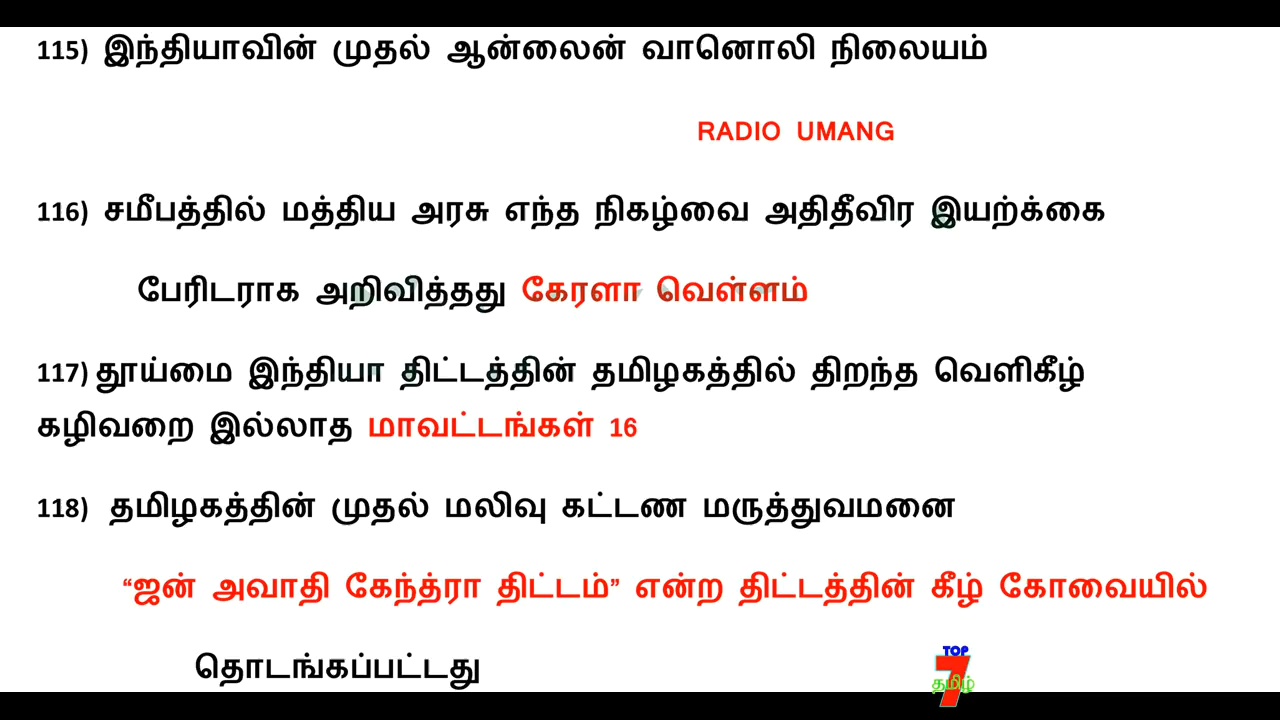 115) இந்தியாவின் முதல் ஆன்லைன் வானொலி நிலையம்
RADIO UMANG
116) சமீபத்தில் மத்திய அரசு எந்த நிகழ்வை அதிதீவிர இயற்க்கை
பேரிடராக அறிவித்தது கேரளா வெள்ளம்
117) தூய்மை இந்தியா திட்டத்தின் தமிழகத்தில் திறந்த வெளிகீழ்
கழிவறை இல்லாத மாவட்டங்கள் 16
118) தமிழகத்தின் முதல் மலிவு கட்டண மருத்துவமனை
“ஜன் அவாதி கேந்த்ரா திட்டம்” என்ற திட்டத்தின் கீழ் கோவையில்
தொடங்கப்பட்டது
TOP
7
தமிழ்